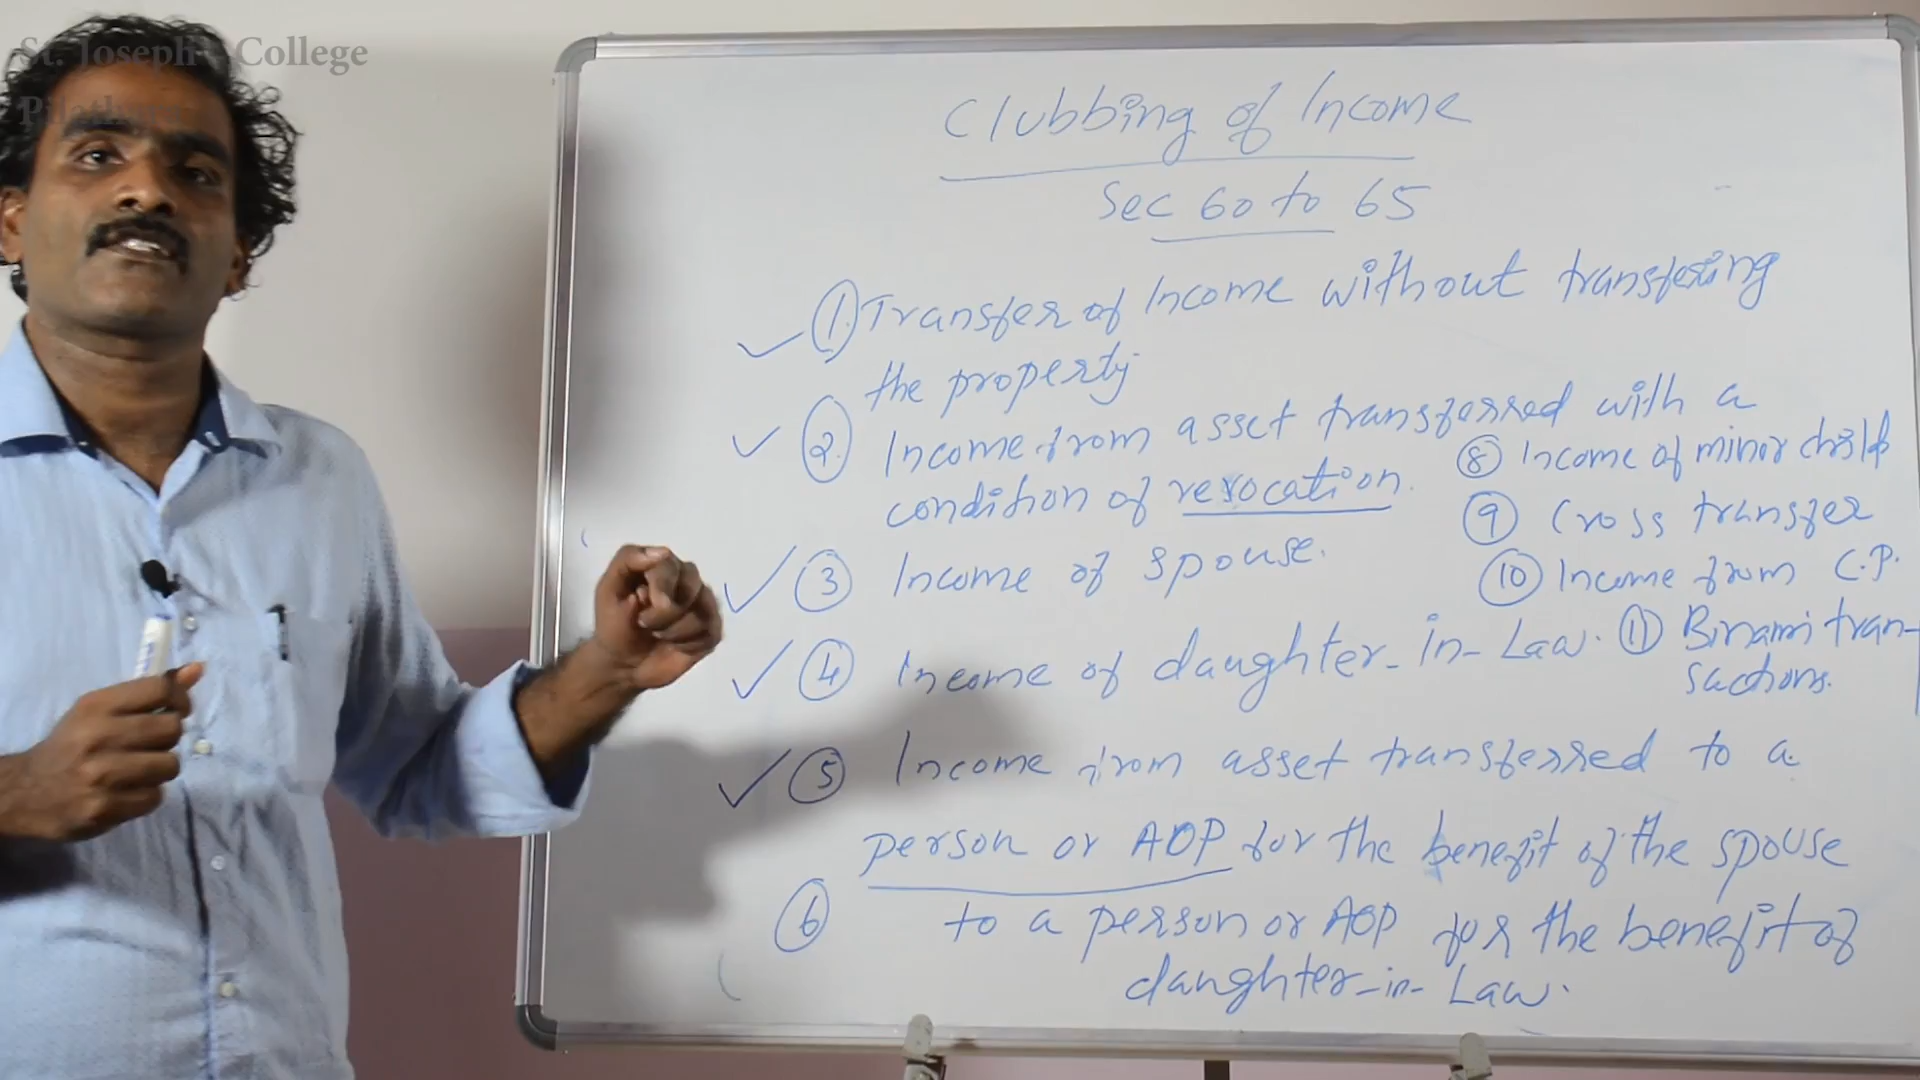 St. Joseph's College
Pilathara
Clubbing of Income
Sec 60 to 65
1. Transfer of Income without transfering
the property
2. Income from asset transferred with a
condition of revocation.
3 Income of spouse.
4 Income of daughter-in-Law.
5 Income from asset transferred to a
person or AOP for the benefit of the spouse
6 to a person or AOP for the benefit of
daughter-in-Law.
8 Income of minor child
9 Cross transfer
10 Income from C.P.
11 Binami tran-
sactions.